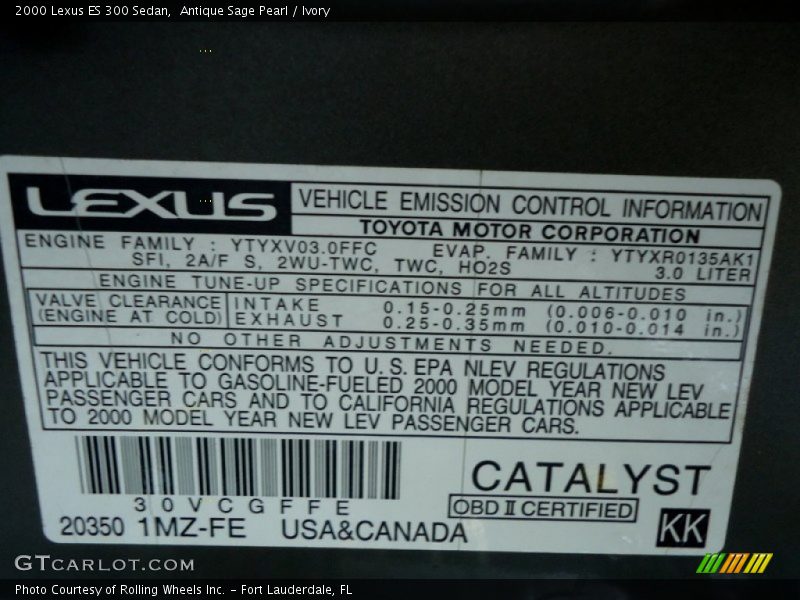 2000 Lexus ES 300 Sedan,  Antique Sage Pearl / Ivory
LEXUS
VEHICLE EMISSION CONTROL INFORMATION
TOYOTA MOTOR CORPORATION
ENGINE FAMILY : YTYXV03.0FFC EVAP. FAMILY : YTYXR0135AK1
SFI, 2A/F S, 2WU-TWC, TWC, HO2S 3.0 LITER
ENGINE TUNE-UP SPECIFICATIONS FOR ALL ALTITUDES
VALVE CLEARANCE INTAKE 0.15-0.25mm (0.006-0.010 in.)
(ENGINE AT COLD) EXHAUST 0.25-0.35mm (0.010-0.014 in.)
NO OTHER ADJUSTMENTS NEEDED.
THIS VEHICLE CONFORMS TO U.S. EPA NLEV REGULATIONS
APPLICABLE TO GASOLINE-FUELED 2000 MODEL YEAR NEW LEV
PASSENGER CARS AND TO CALIFORNIA REGULATIONS APPLICABLE
TO 2000 MODEL YEAR NEW LEV PASSENGER CARS.
30VCGFFE
CATALYST
OBD II CERTIFIED
20350 1MZ-FE USA&CANADA
KK
GTCARLOT.COM
Photo Courtesy of Rolling Wheels Inc. – Fort Lauderdale, FL